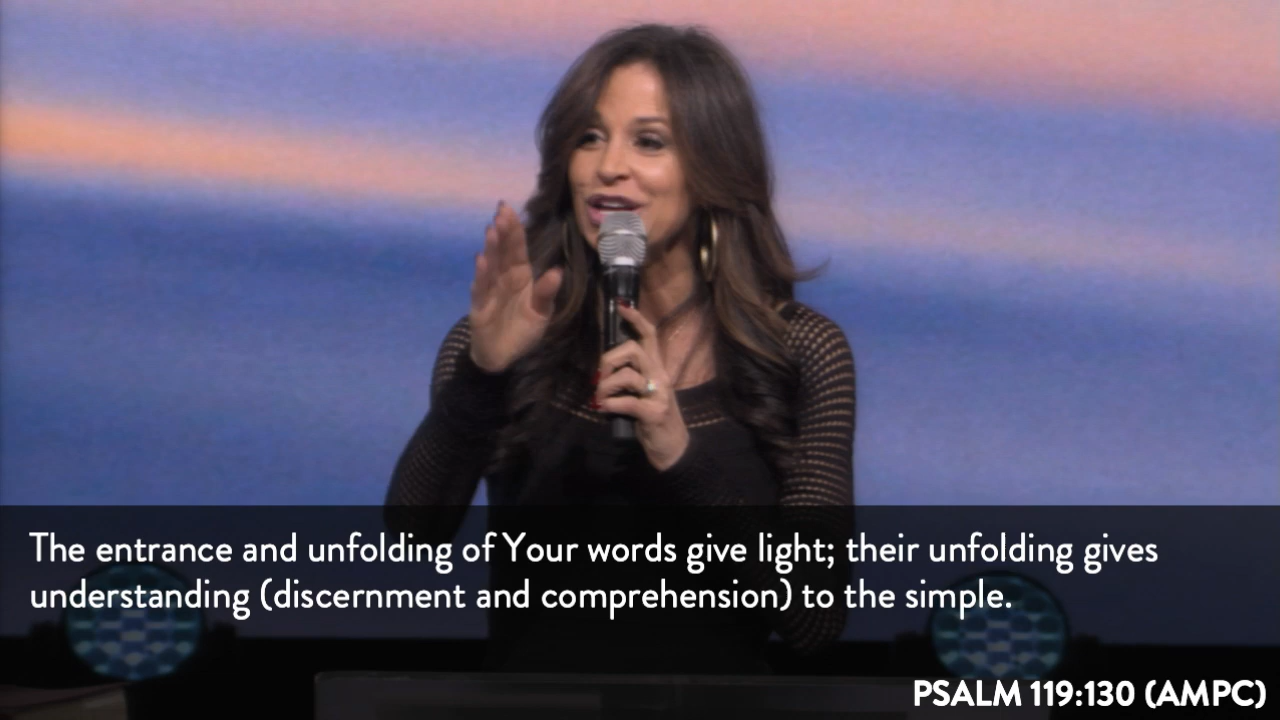 The entrance and unfolding of Your words give light; their unfolding gives
understanding (discernment and comprehension) to the simple.
PSALM 119:130 (AMPC)